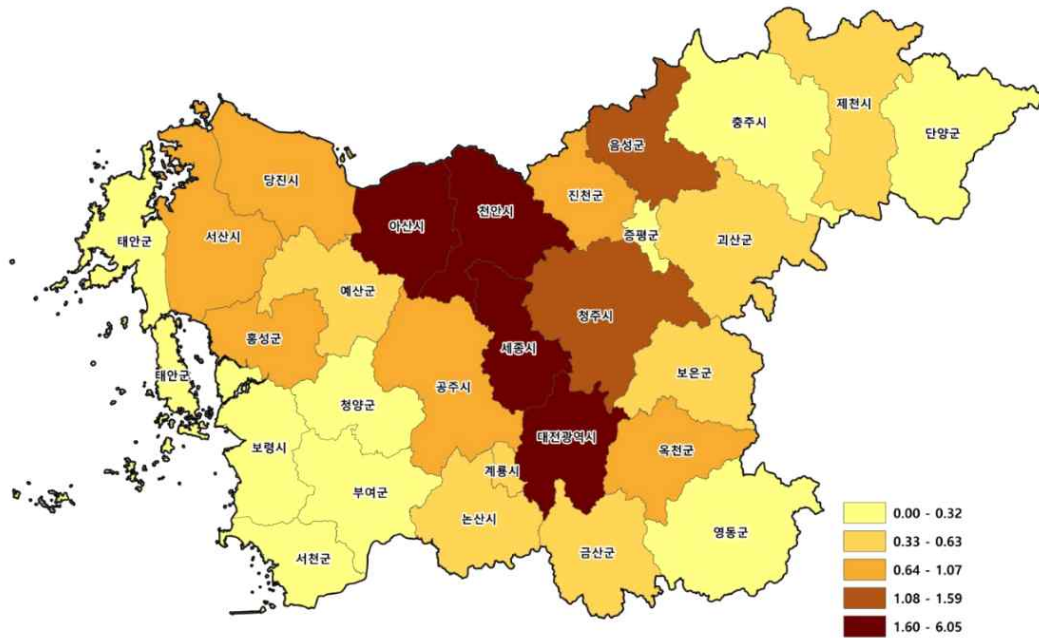 제천시
단양군
충주시
음성군
당진시
진천군
천안시
아산시
증평군
괴산군
태안군
서산시
예산군
청주시
홍성군
세종시
보은군
태안군
공주시
청양군
대전광역시
보령시
옥천군
계룡시
부여군
논산시
영동군
금산군
서천군
0.00 - 0.32
0.33 - 0.63
0.64 - 1.07
1.08 - 1.59
1.60 - 6.05